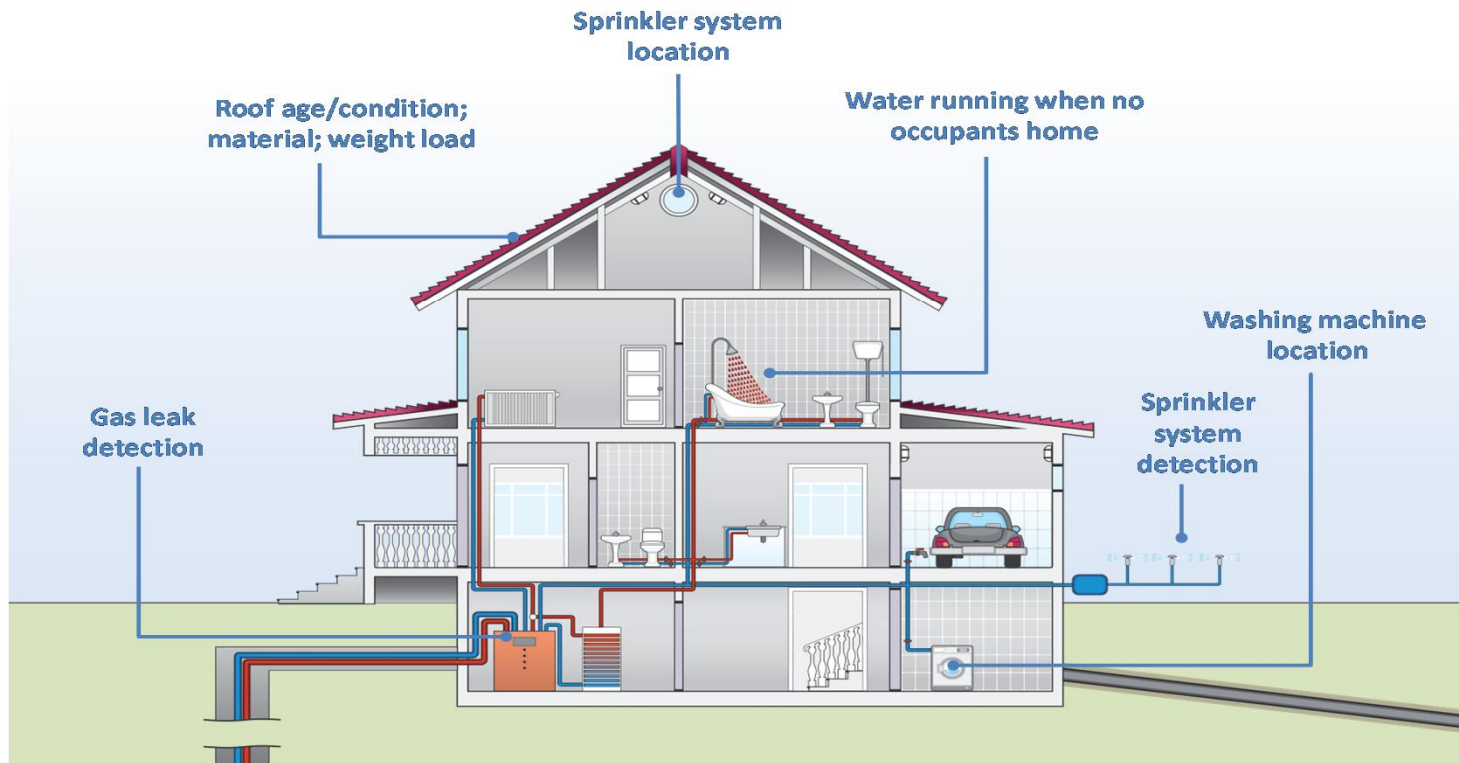 Sprinkler system
location
Roof age/condition;
material; weight load
Water running when no
occupants home
Washing machine
location
Gas leak
detection
Sprinkler
system
detection